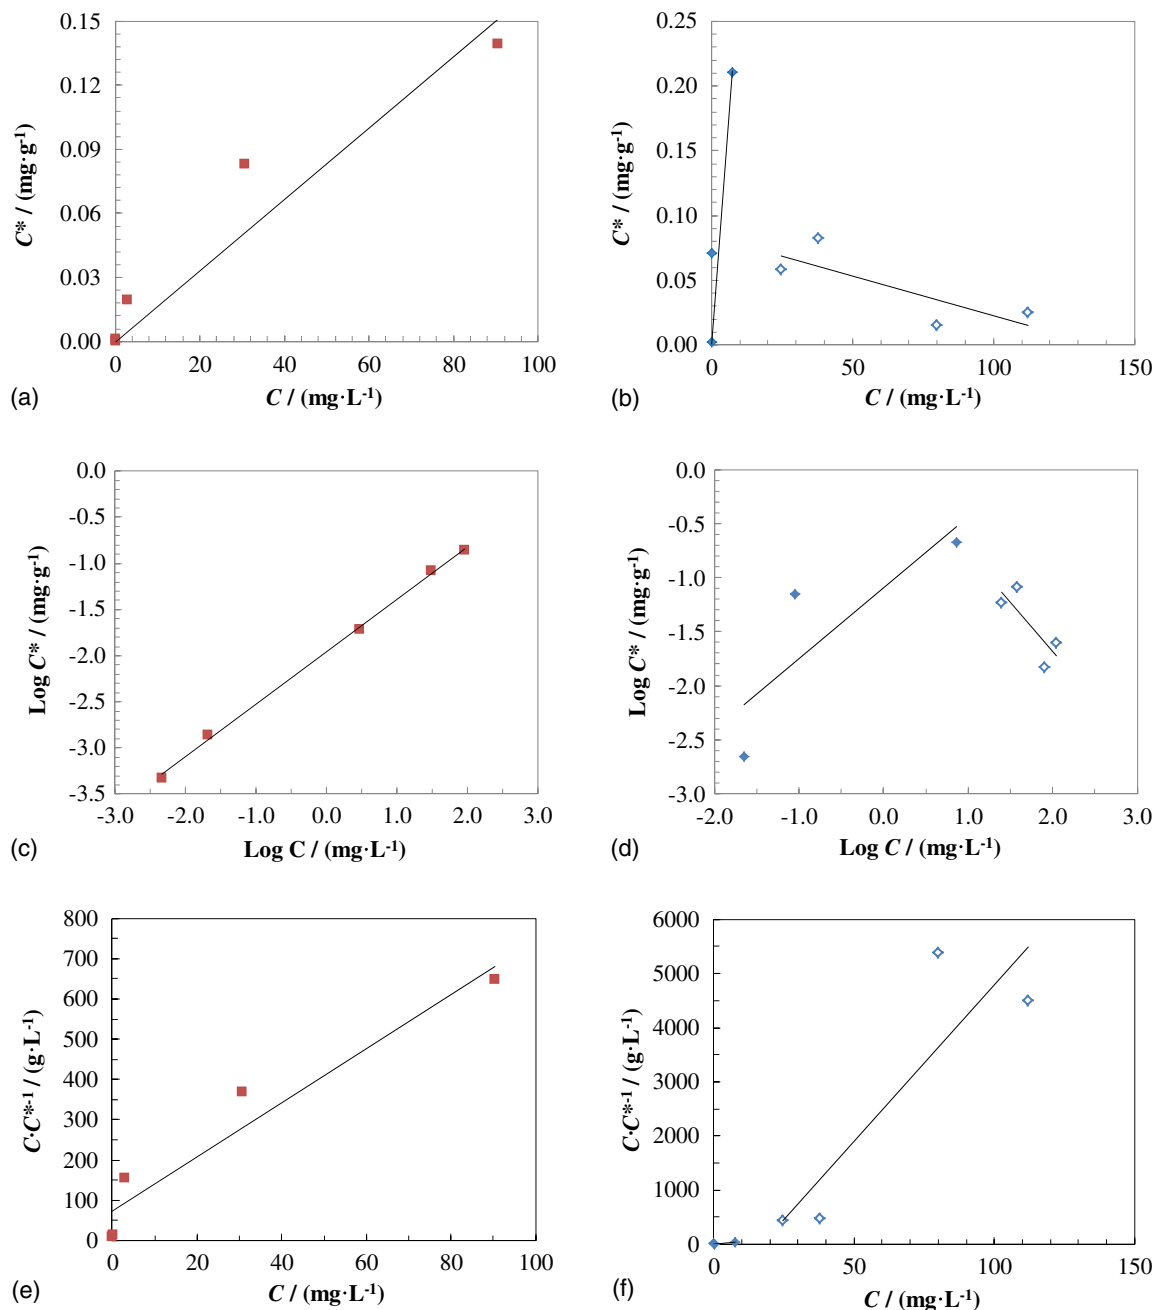 0.15
0.12
0.09
0.06
0.03
0.00
C* / (mg·g-1)
0 20 40 60 80 100
(a) C / (mg·L-1)
0.25
0.20
0.15
0.10
0.05
0.00
C* / (mg·g-1)
0 50 100 150
(b) C / (mg·L-1)
0.0
-0.5
-1.0
-1.5
-2.0
-2.5
-3.0
-3.5
Log C* / (mg·g-1)
-3.0 -2.0 -1.0 0.0 1.0 2.0 3.0
(c) Log C / (mg·L-1)
0.0
-0.5
-1.0
-1.5
-2.0
-2.5
-3.0
Log C* / (mg·g-1)
-2.0 -1.0 0.0 1.0 2.0 3.0
(d) Log C / (mg·L-1)
800
700
600
500
400
300
200
100
0
C·C*-1 / (g·L-1)
0 20 40 60 80 100
(e) C / (mg·L-1)
6000
5000
4000
3000
2000
1000
0
C·C*-1 / (g·L-1)
0 50 100 150
(f) C / (mg·L-1)